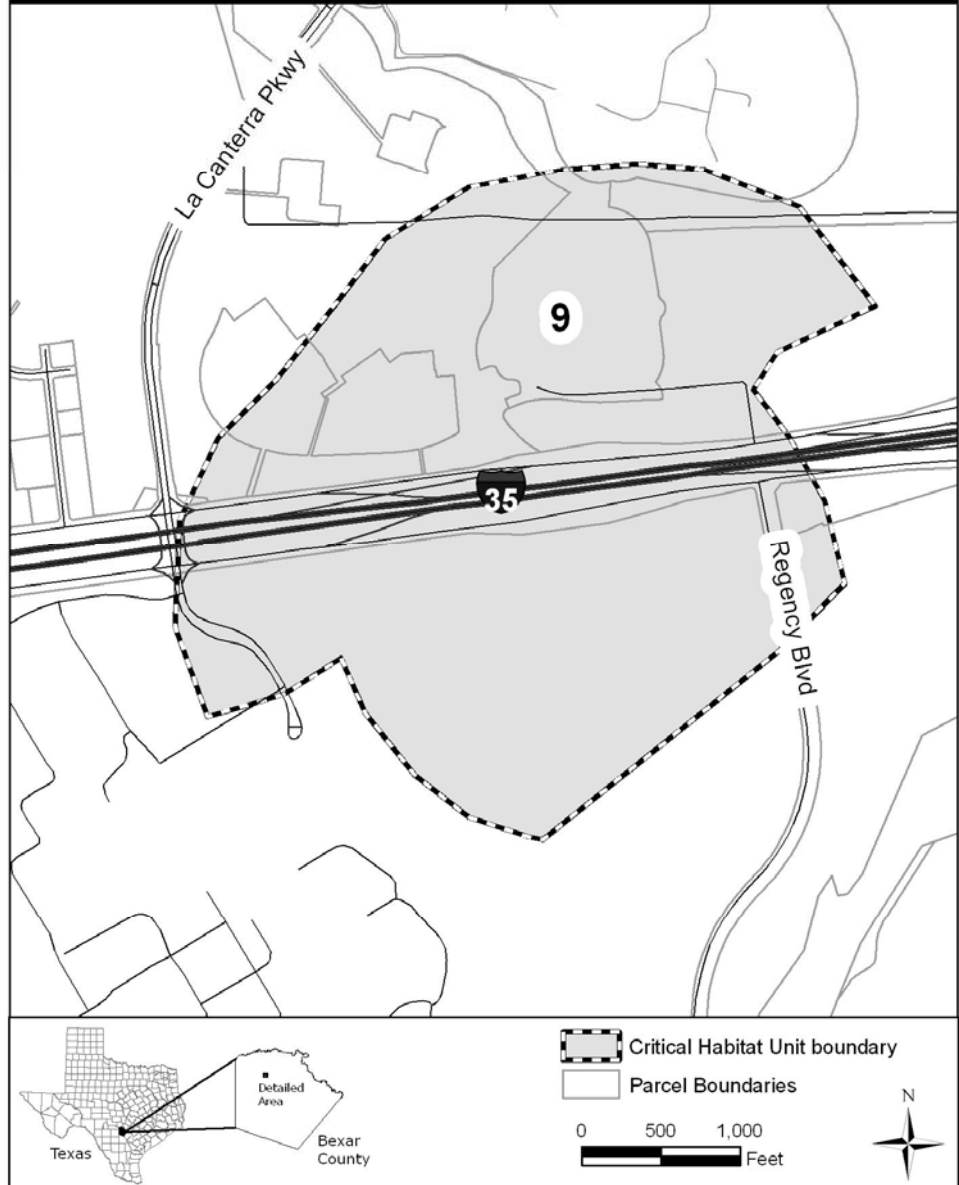 La Canterra Pkwy
9
35
Regency Blvd
Texas
Detailed
Area
Bexar
County
Critical Habitat Unit boundary
Parcel Boundaries
0 500 1,000
Feet
N